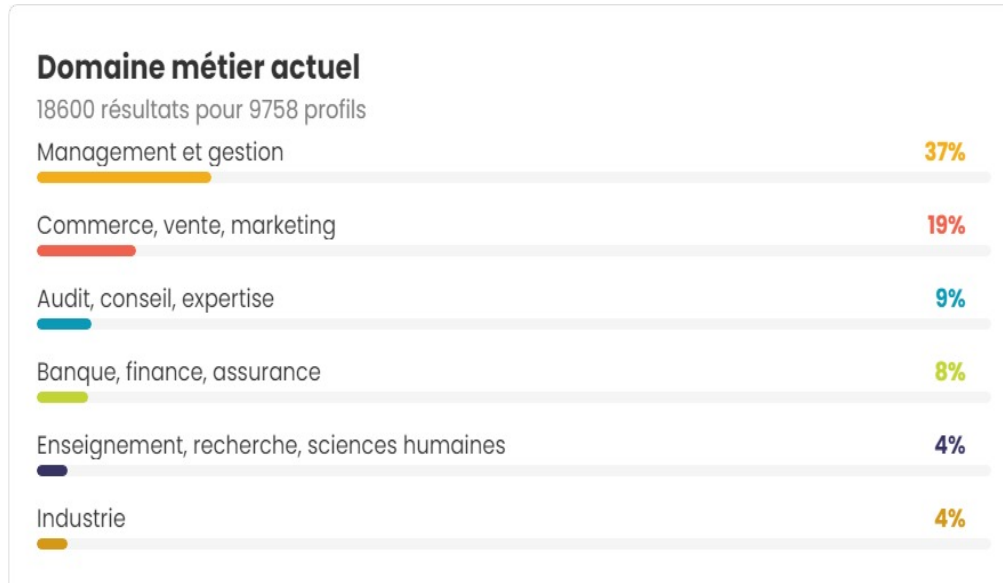 Domaine métier actuel
18600 résultats pour 9758 profils
Management et gestion 37%
Commerce, vente, marketing 19%
Audit, conseil, expertise 9%
Banque, finance, assurance 8%
Enseignement, recherche, sciences humaines 4%
Industrie 4%